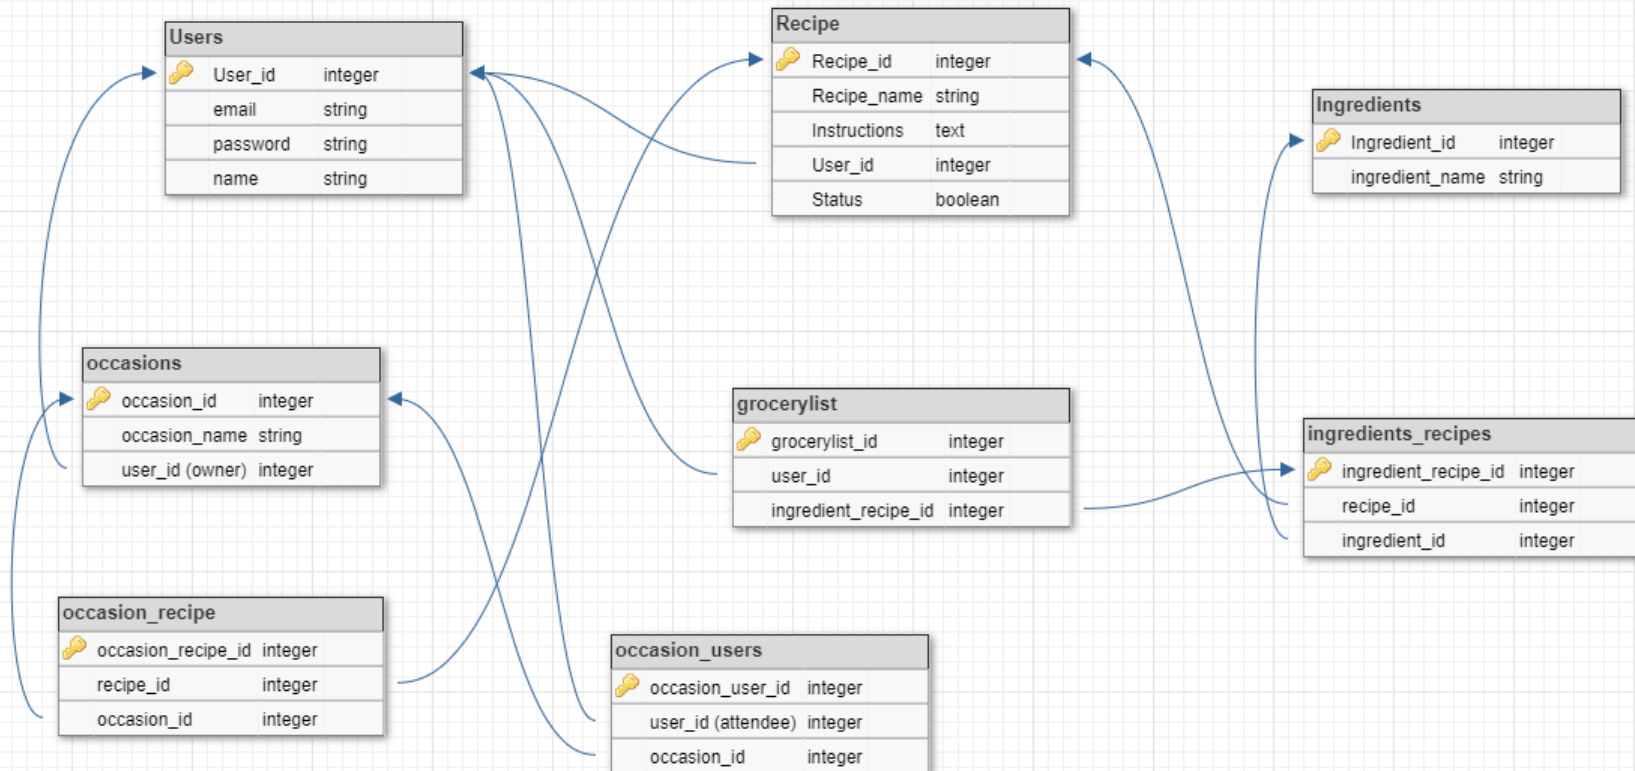 Users
User_id integer
email string
password string
name string
Recipe
Recipe_id integer
Recipe_name string
Instructions text
User_id integer
Status boolean
Ingredients
Ingredient_id integer
ingredient_name string
occasions
occasion_id integer
occasion_name string
user_id (owner) integer
grocerylist
grocerylist_id integer
user_id integer
ingredient_recipe_id integer
ingredients_recipes
ingredient_recipe_id integer
recipe_id integer
ingredient_id integer
occasion_recipe
occasion_recipe_id integer
recipe_id integer
occasion_id integer
occasion_users
occasion_user_id integer
user_id (attendee) integer
occasion_id integer